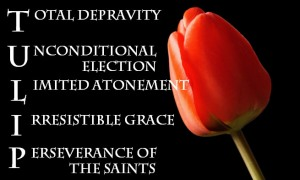 TOTAL DEPRAVITY
UNCONDITIONAL
ELECTION
LIMITED ATONEMENT
IRRESISTIBLE GRACE
PERSEVERANCE OF
THE SAINTS